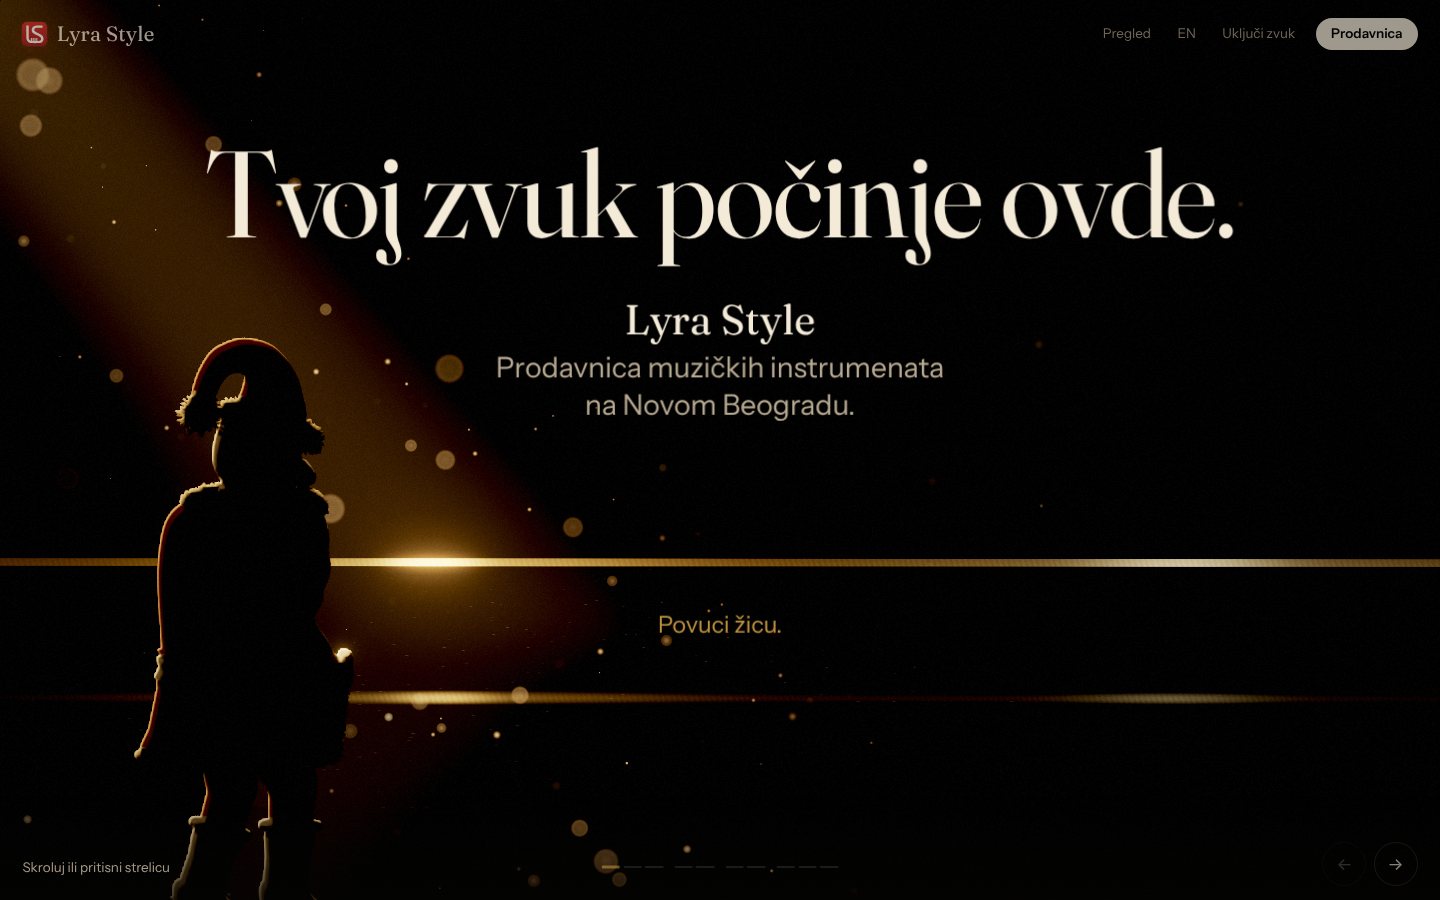 Lyra Style
Pregled
EN
Uključi zvuk
Prodavnica
Tvoj zvuk počinje ovde.
Lyra Style
Prodavnica muzičkih instrumenata
na Novom Beogradu.
Povuci žicu.
Skroluj ili pritisni strelicu